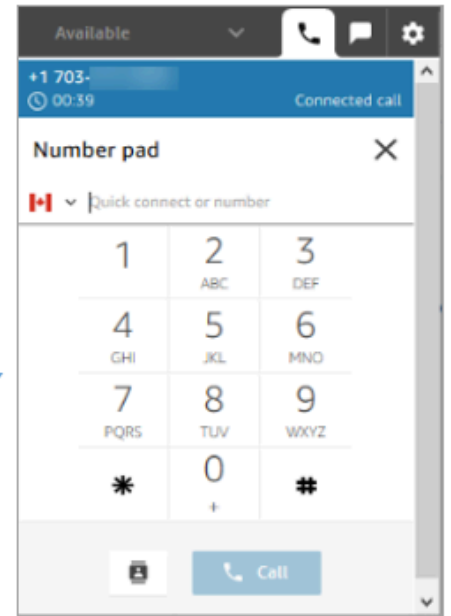 Available
+1 703-
00:39 Connected call
Number pad
Quick connect or number
1 2 3
ABC DEF
4 5 6
GHI JKL MNO
7 8 9
PQRS TUV WXYZ
* 0 #
+
Call